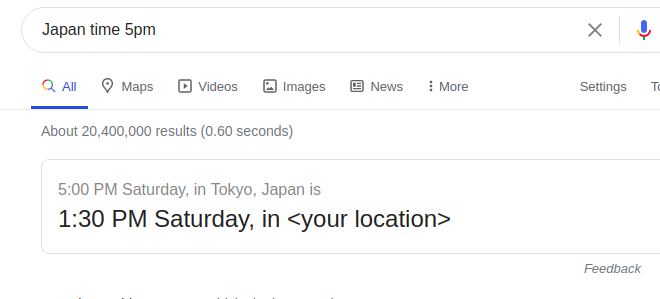 Japan time 5pm
All Maps Videos Images News More Settings
About 20,400,000 results (0.60 seconds)
5:00 PM Saturday, in Tokyo, Japan is
1:30 PM Saturday, in <your location>
Feedback